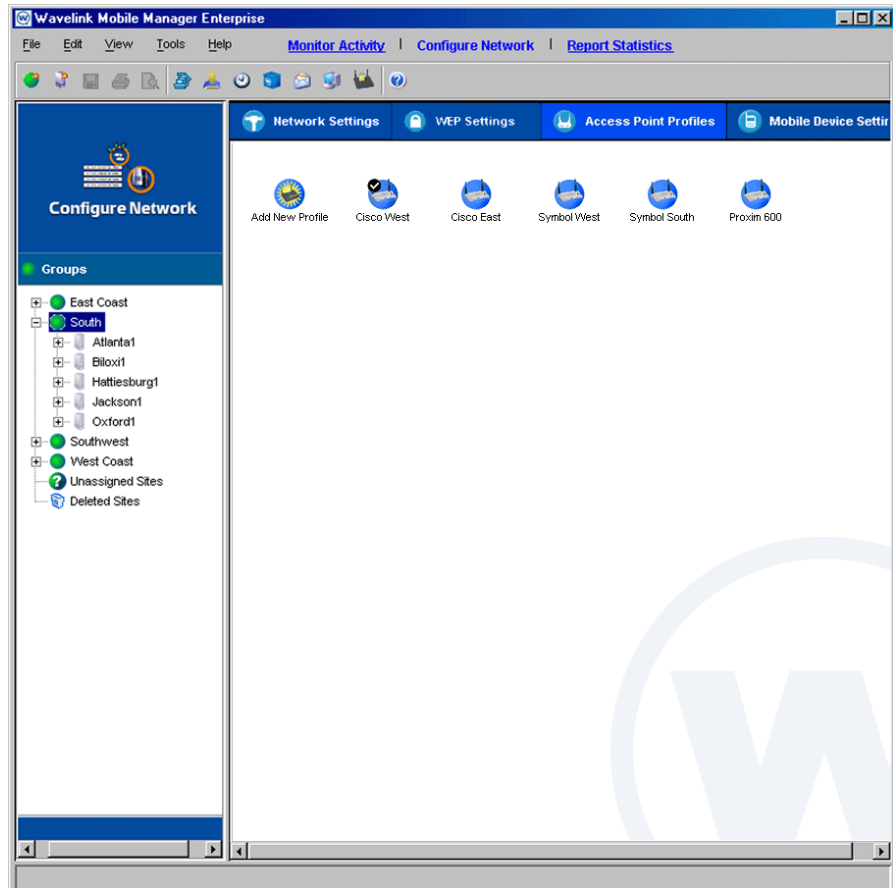 Wavelink Mobile Manager Enterprise
File Edit View Tools Help Monitor Activity | Configure Network | Report Statistics
Network Settings WEP Settings Access Point Profiles Mobile Device Settin
Configure Network
Add New Profile Cisco West Cisco East Symbol West Symbol South Proxim 600
Groups
East Coast
South
Atlanta1
Biloxi1
Hattiesburg1
Jackson1
Oxford1
Southwest
West Coast
Unassigned Sites
Deleted Sites